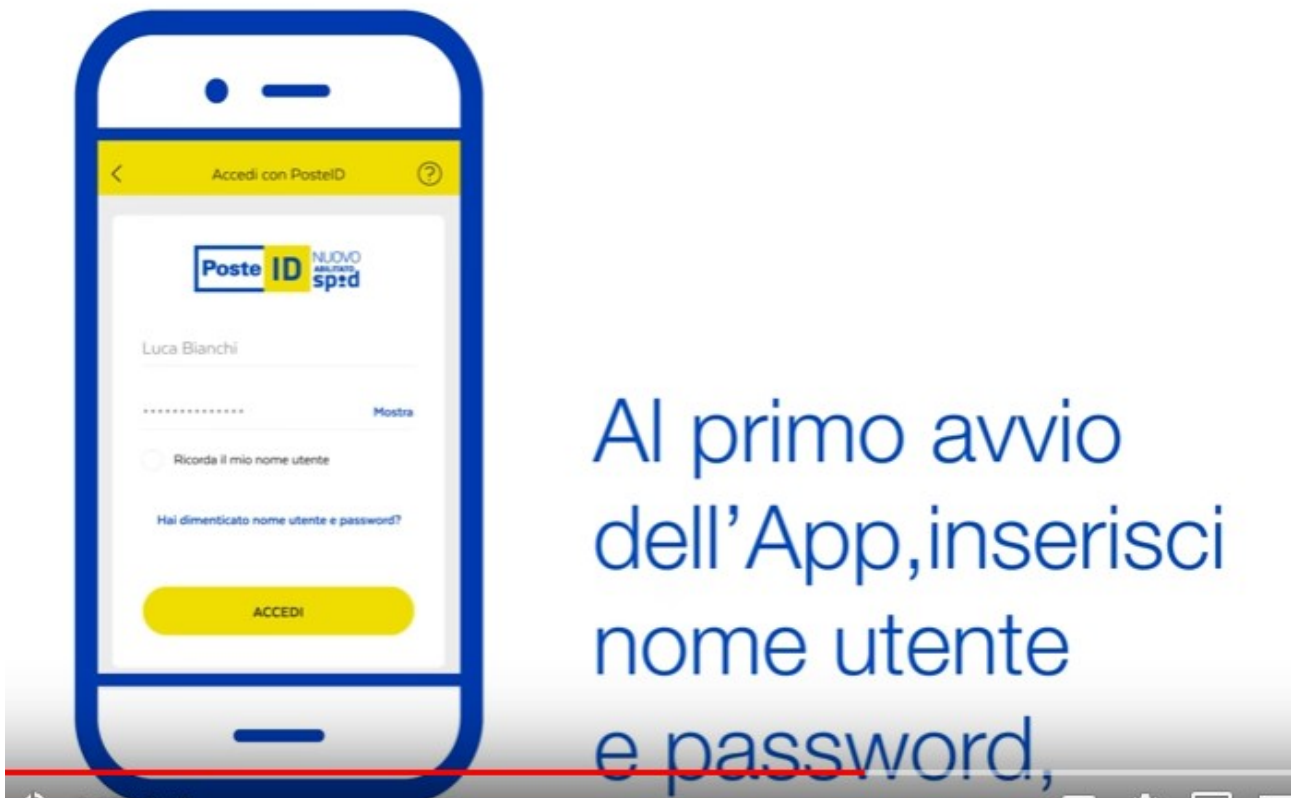 Accedi con PosteID
Poste ID NUOVO
ABILITATO
spid
Luca Bianchi
Mostra
Ricorda il mio nome utente
Hai dimenticato nome utente e password?
ACCEDI
Al primo avvio
dell’App,inserisci
nome utente
e password,